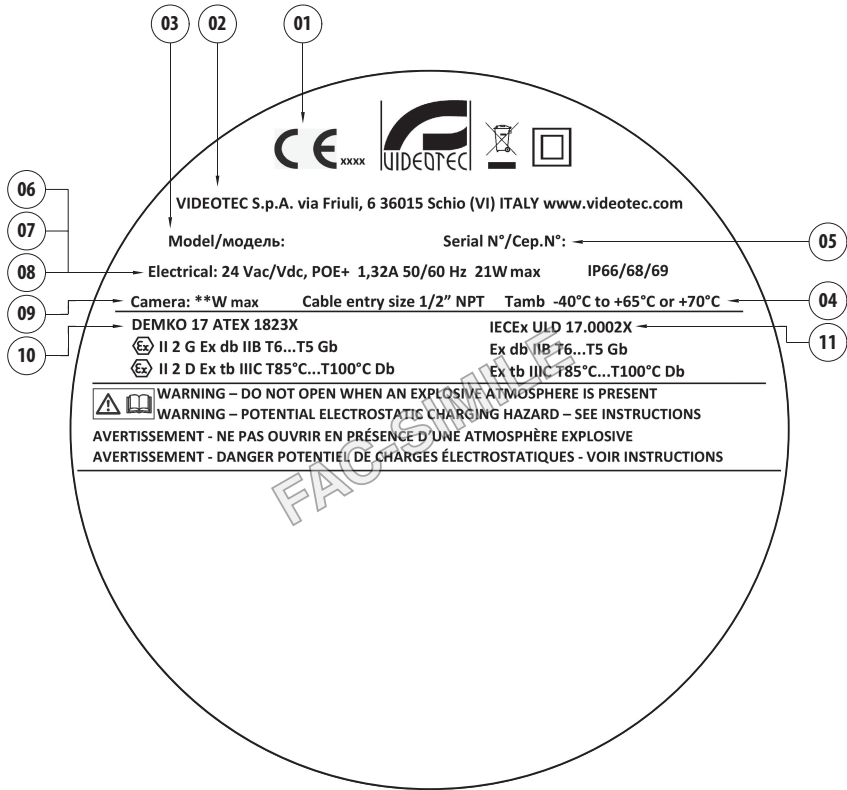 03 02 01
CE xxxx VIDEOTEC
VIDEOTEC S.p.A. via Friuli, 6 36015 Schio (VI) ITALY www.videotec.com
06
07
08
Model/модель: Serial N°/Сер.N°: 05
Electrical: 24 Vac/Vdc, POE+ 1,32A 50/60 Hz 21W max IP66/68/69
09 Camera: **W max Cable entry size 1/2” NPT Tamb -40°C to +65°C or +70°C 04
10 DEMKO 17 ATEX 1823X IECEx ULD 17.0002X 11
Ex II 2 G Ex db IIB T6...T5 Gb Ex db IIB T6...T5 Gb
Ex II 2 D Ex tb IIIC T85°C...T100°C Db Ex tb IIIC T85°C...T100°C Db
WARNING – DO NOT OPEN WHEN AN EXPLOSIVE ATMOSPHERE IS PRESENT
WARNING – POTENTIAL ELECTROSTATIC CHARGING HAZARD – SEE INSTRUCTIONS
AVERTISSEMENT - NE PAS OUVRIR EN PRÉSENCE D’UNE ATMOSPHÈRE EXPLOSIVE
AVERTISSEMENT - DANGER POTENTIEL DE CHARGES ÉLECTROSTATIQUES - VOIR INSTRUCTIONS
FAC-SIMILE